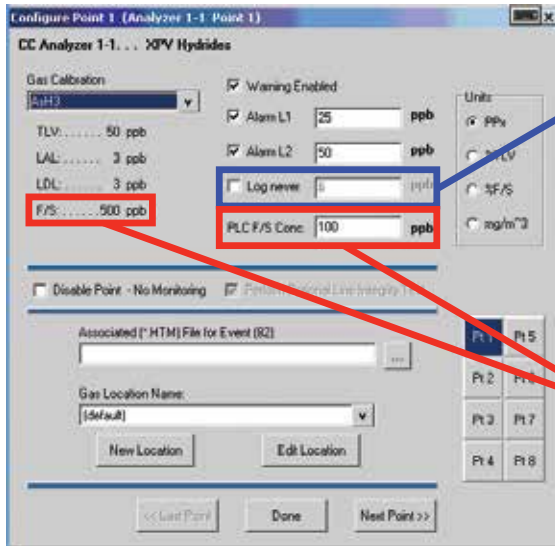 Configure Point 1 (Analyzer 1-1 Point 1)
CC Analyzer 1-1. . . XPV Hydrides
Gas Calibration
AsH3
TLV: . . . . . . 50 ppb
LAL: . . . . . . 3 ppb
LDL: . . . . . . 3 ppb
F/S: . . . . . . 500 ppb
Warning Enabled
Alarm L1 25 ppb
Alarm L2 50 ppb
Log never ppb
PLC F/S Conc: 100 ppb
Units
PPx
%TLV
%F/S
mg/m^3
Disable Point - No Monitoring
Associated (*.HTM) File for Event (82)
...
Gas Location Name:
(default)
New Location
Edit Location
Pt 1 Pt 5
Pt 2 Pt 6
Pt 3 Pt 7
Pt 4 Pt 8
<< Last Point
Done
Next Point >>